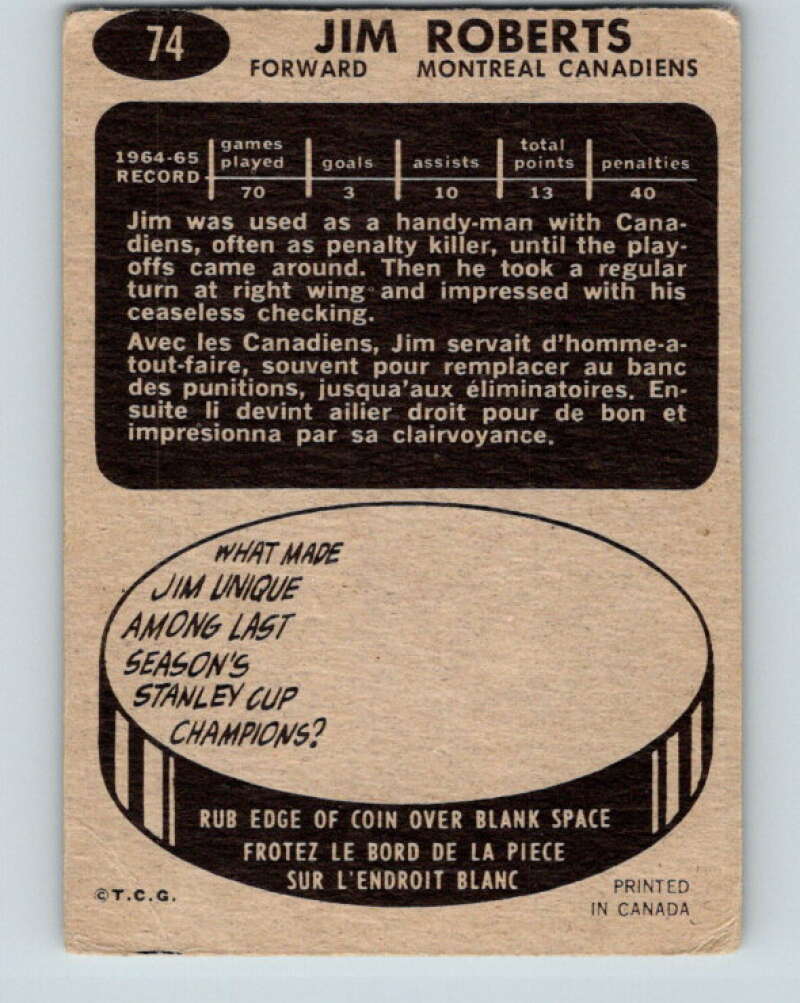 74
JIM ROBERTS
FORWARD MONTREAL CANADIENS
1964-65 RECORD games played goals assists total points penalties
70 3 10 13 40
Jim was used as a handy-man with Cana-
diens, often as penalty killer, until the play-
offs came around. Then he took a regular
turn at right wing and impressed with his
ceaseless checking.
Avec les Canadiens, Jim servait d'homme-a-
tout-faire, souvent pour remplacer au banc
des punitions, jusqua'aux éliminatoires. En-
suite li devint ailier droit pour de bon et
impresionna par sa clairvoyance.
WHAT MADE
JIM UNIQUE
AMONG LAST
SEASON'S
STANLEY CUP
CHAMPIONS?
RUB EDGE OF COIN OVER BLANK SPACE
FROTEZ LE BORD DE LA PIECE
SUR L'ENDROIT BLANC
©T.C.G.
PRINTED
IN CANADA